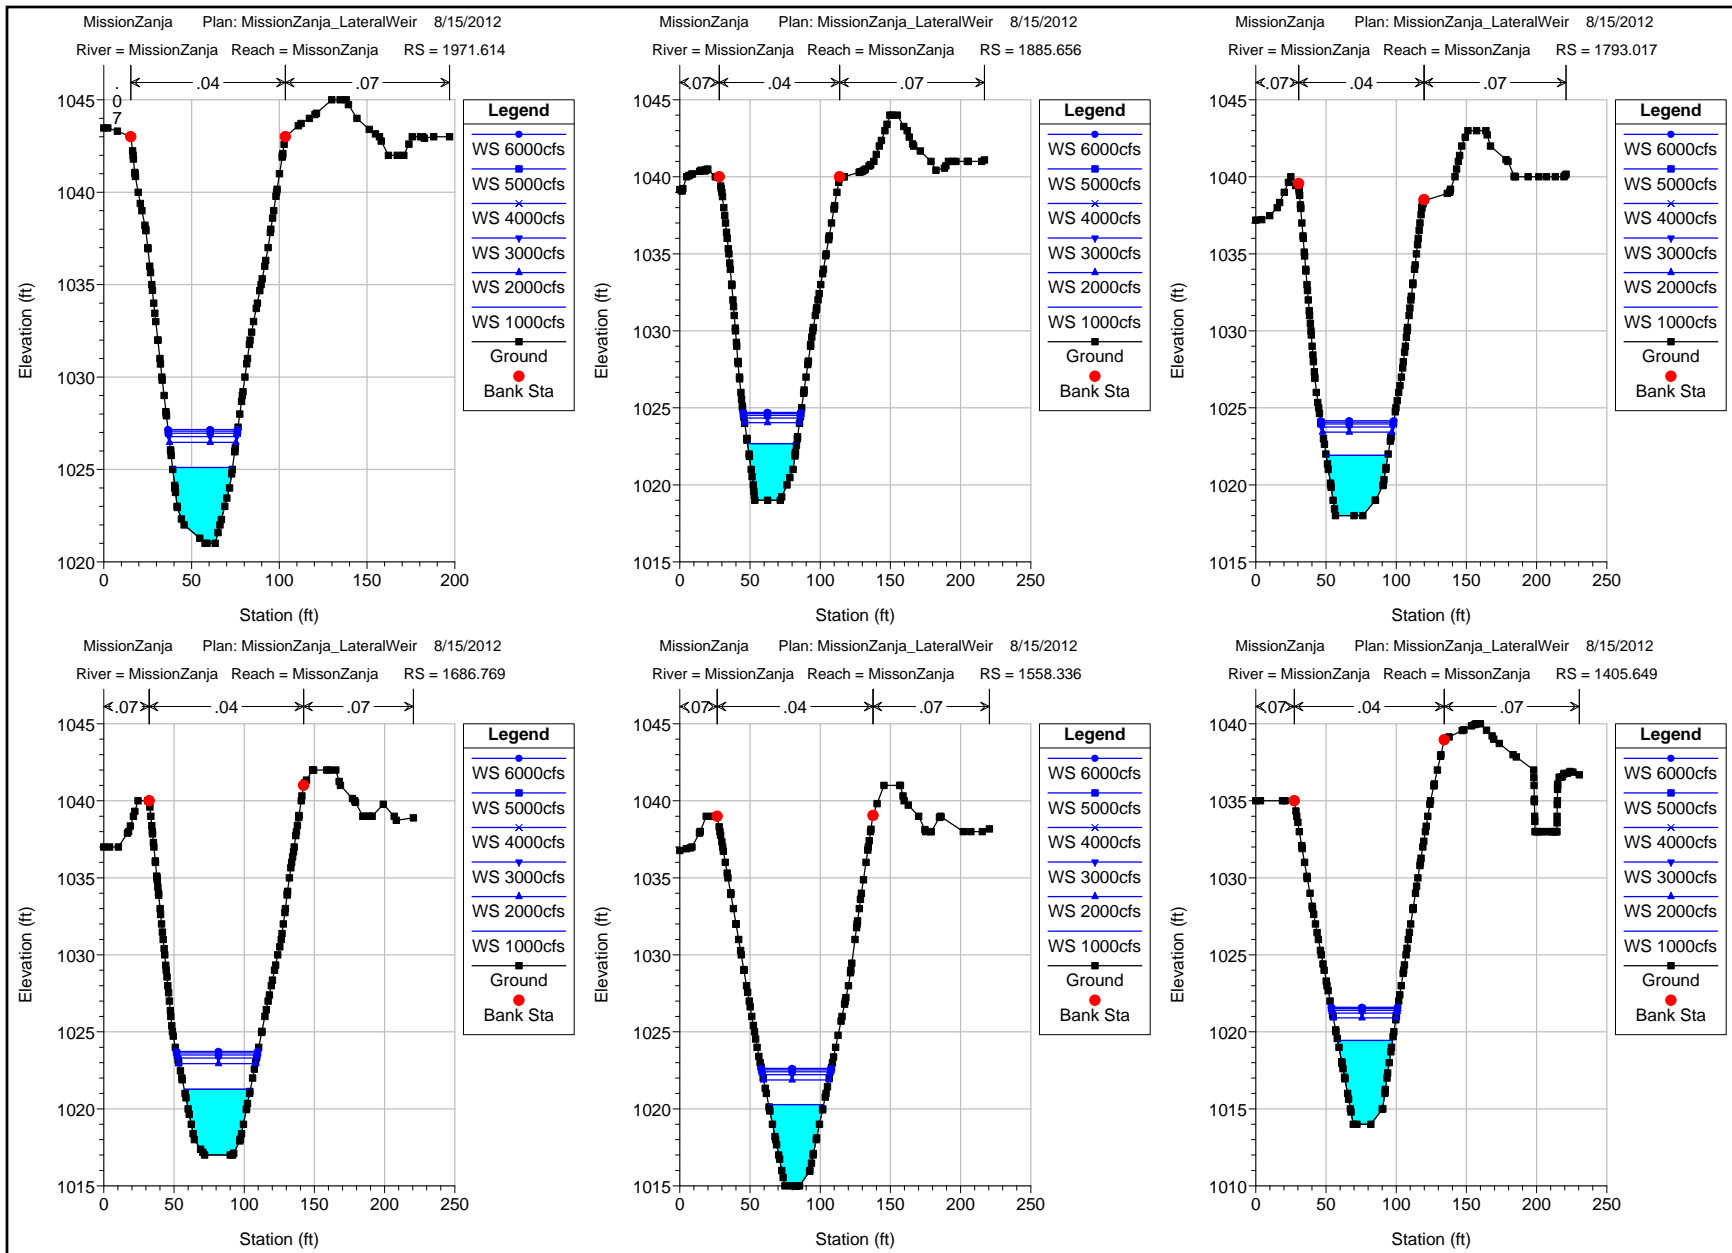 MissionZanja Plan: MissionZanja_LateralWeir 8/15/2012
River = MissionZanja Reach = MissonZanja RS = 1971.614
.07 .04 .07
Legend
WS 6000cfs
WS 5000cfs
WS 4000cfs
WS 3000cfs
WS 2000cfs
WS 1000cfs
Ground
Bank Sta
1045
1040
1035
1030
1025
1020
Elevation (ft)
0 50 100 150 200
Station (ft)
MissionZanja Plan: MissionZanja_LateralWeir 8/15/2012
River = MissionZanja Reach = MissonZanja RS = 1885.656
.07 .04 .07
Legend
WS 6000cfs
WS 5000cfs
WS 4000cfs
WS 3000cfs
WS 2000cfs
WS 1000cfs
Ground
Bank Sta
1045
1040
1035
1030
1025
1020
1015
Elevation (ft)
0 50 100 150 200 250
Station (ft)
MissionZanja Plan: MissionZanja_LateralWeir 8/15/2012
River = MissionZanja Reach = MissonZanja RS = 1793.017
.07 .04 .07
Legend
WS 6000cfs
WS 5000cfs
WS 4000cfs
WS 3000cfs
WS 2000cfs
WS 1000cfs
Ground
Bank Sta
1045
1040
1035
1030
1025
1020
1015
Elevation (ft)
0 50 100 150 200 250
Station (ft)
MissionZanja Plan: MissionZanja_LateralWeir 8/15/2012
River = MissionZanja Reach = MissonZanja RS = 1686.769
.07 .04 .07
Legend
WS 6000cfs
WS 5000cfs
WS 4000cfs
WS 3000cfs
WS 2000cfs
WS 1000cfs
Ground
Bank Sta
1045
1040
1035
1030
1025
1020
1015
Elevation (ft)
0 50 100 150 200 250
Station (ft)
MissionZanja Plan: MissionZanja_LateralWeir 8/15/2012
River = MissionZanja Reach = MissonZanja RS = 1558.336
.07 .04 .07
Legend
WS 6000cfs
WS 5000cfs
WS 4000cfs
WS 3000cfs
WS 2000cfs
WS 1000cfs
Ground
Bank Sta
1045
1040
1035
1030
1025
1020
1015
Elevation (ft)
0 50 100 150 200 250
Station (ft)
MissionZanja Plan: MissionZanja_LateralWeir 8/15/2012
River = MissionZanja Reach = MissonZanja RS = 1405.649
.07 .04 .07
Legend
WS 6000cfs
WS 5000cfs
WS 4000cfs
WS 3000cfs
WS 2000cfs
WS 1000cfs
Ground
Bank Sta
1040
1035
1030
1025
1020
1015
1010
Elevation (ft)
0 50 100 150 200 250
Station (ft)